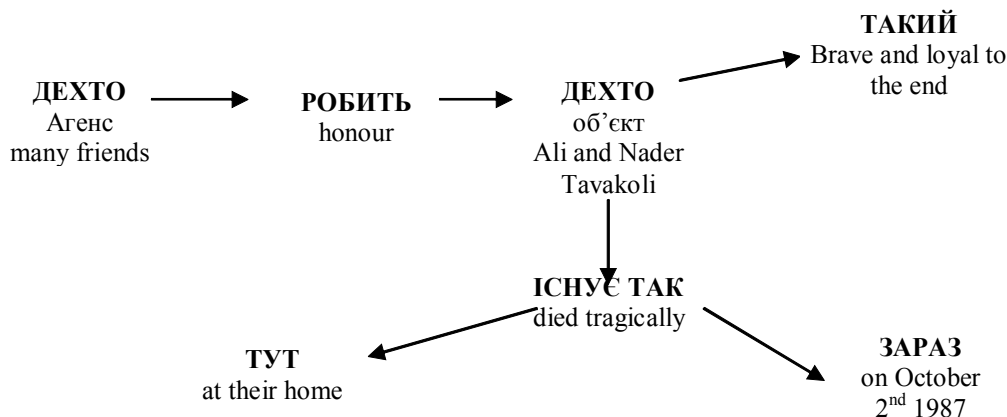 ТАКИЙ
Brave and loyal to
the end
ДЕХТО
Агенс
many friends
РОБИТЬ
honour
ДЕХТО
об’єкт
Ali and Nader
Tavakoli
ІСНУЄ ТАК
died tragically
ТУТ
at their home
ЗАРАЗ
on October
2nd 1987